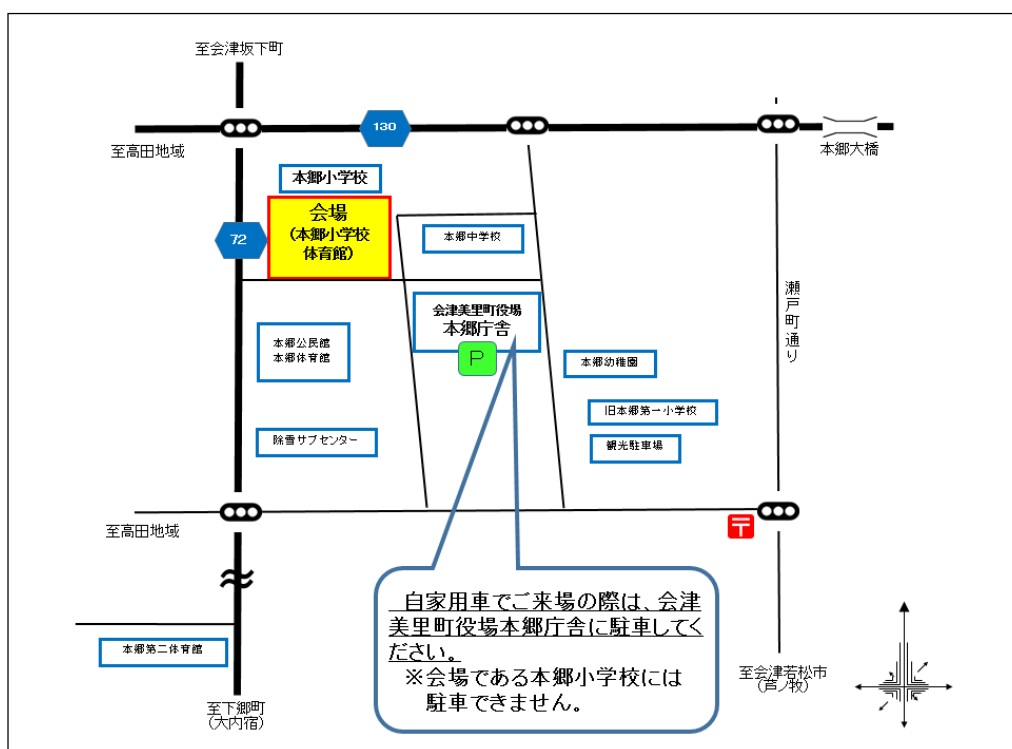 至会津坂下町
130
至高田地域
本郷大橋
本郷小学校
会場
(本郷小学校
体育館)
72
本郷中学校
瀬戸町通り
会津美里町役場
本郷庁舎
P
本郷公民館
本郷体育館
本郷幼稚園
旧本郷第一小学校
除雪サブセンター
観光駐車場
至高田地域
〒
自家用車でご来場の際は、会津
美里町役場本郷庁舎に駐車してく
ださい。
※会場である本郷小学校には
駐車できません。
本郷第二体育館
至会津若松市
(芦ノ牧)
至下郷町
(大内宿)